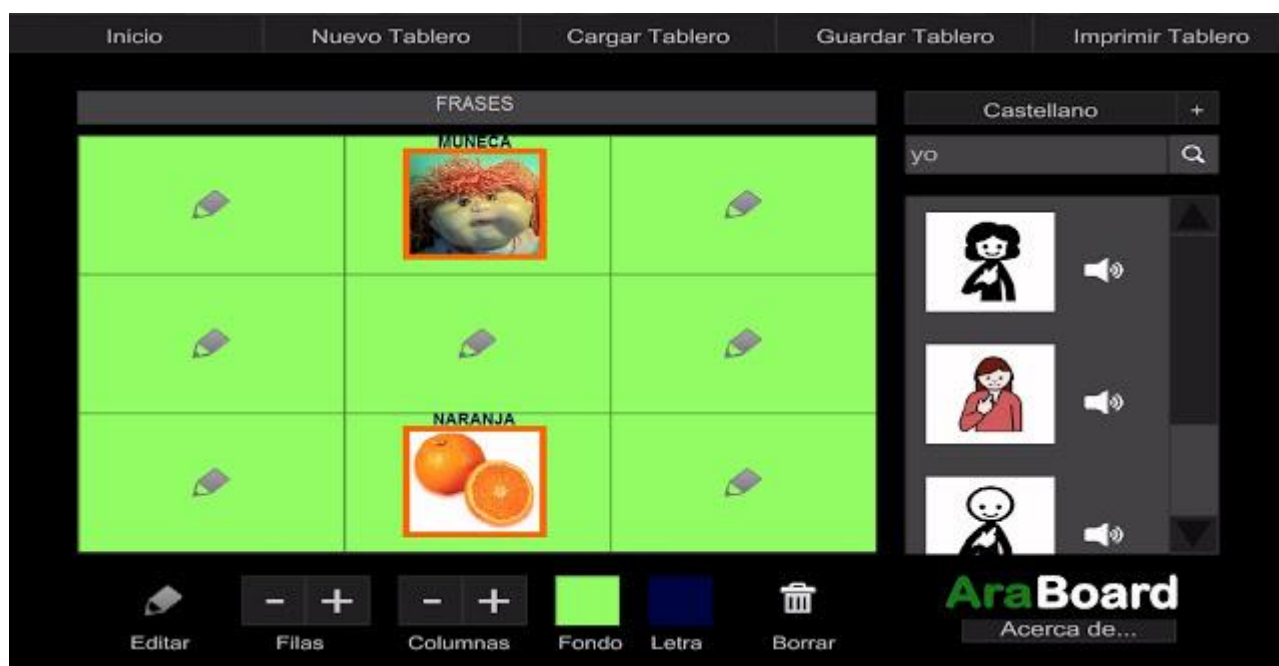 Inicio Nuevo Tablero Cargar Tablero Guardar Tablero Imprimir Tablero
FRASES
Castellano +
yo
MUÑECA
NARANJA
- + - +
Editar Filas Columnas Fondo Letra Borrar
AraBoard
Acerca de...